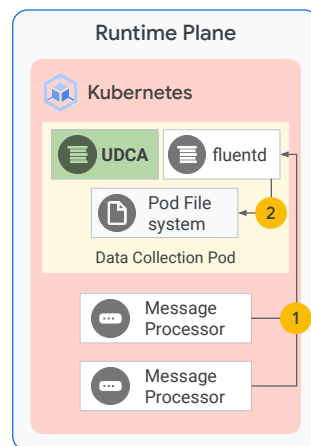 Runtime Plane
Kubernetes
UDCA
fluentd
Pod File
system
2
Data Collection Pod
Message
Processor
1
Message
Processor